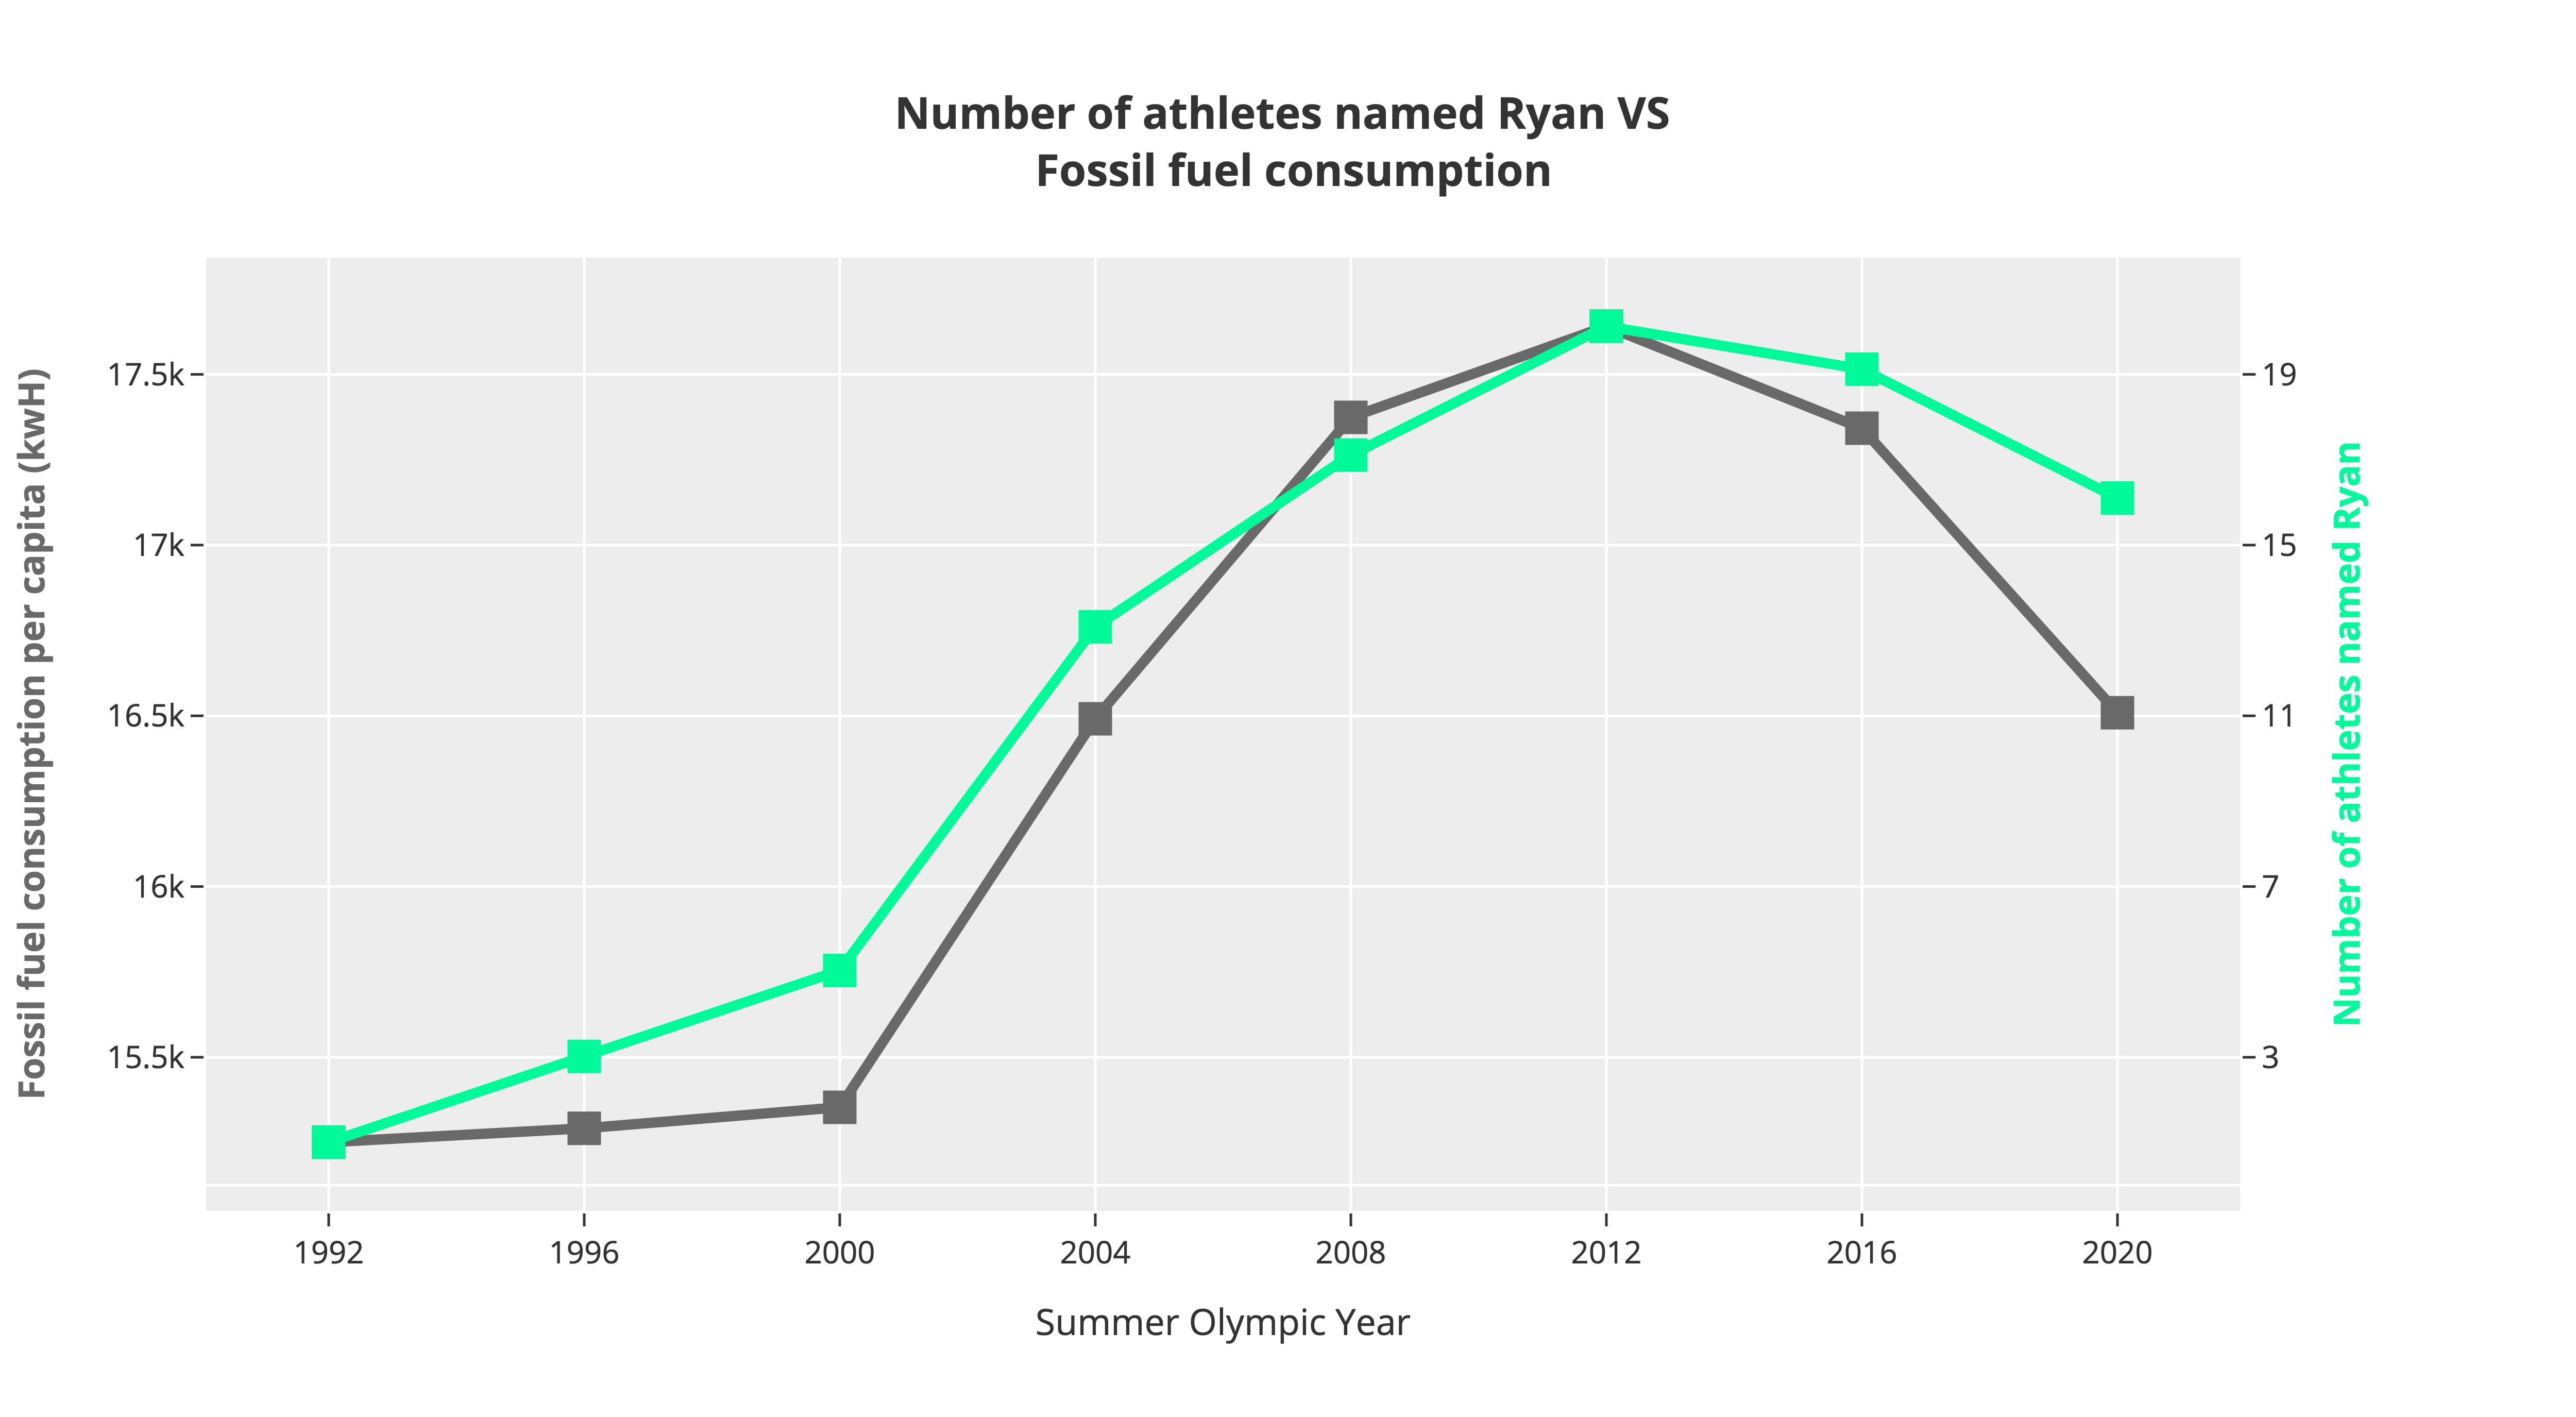 Number of athletes named Ryan VS
Fossil fuel consumption
Fossil fuel consumption per capita (kwH)
17.5k
17k
16.5k
16k
15.5k
19
15
11
7
3
Number of athletes named Ryan
1992
1996
2000
2004
2008
2012
2016
2020
Summer Olympic Year